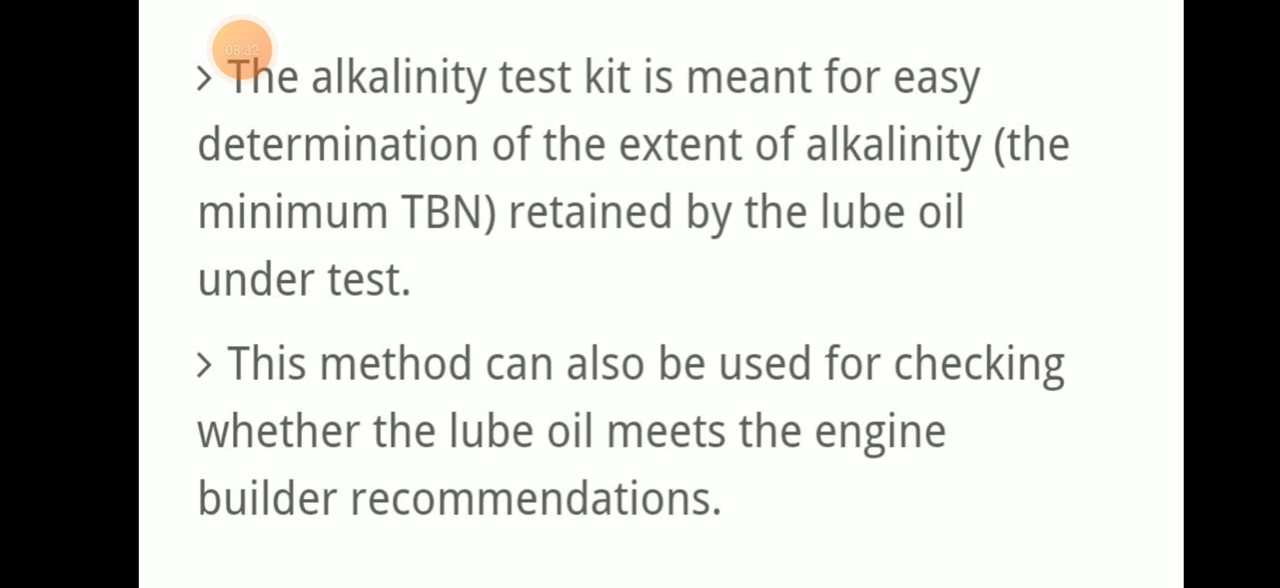 08:32
> The alkalinity test kit is meant for easy
determination of the extent of alkalinity (the
minimum TBN) retained by the lube oil
under test.
> This method can also be used for checking
whether the lube oil meets the engine
builder recommendations.